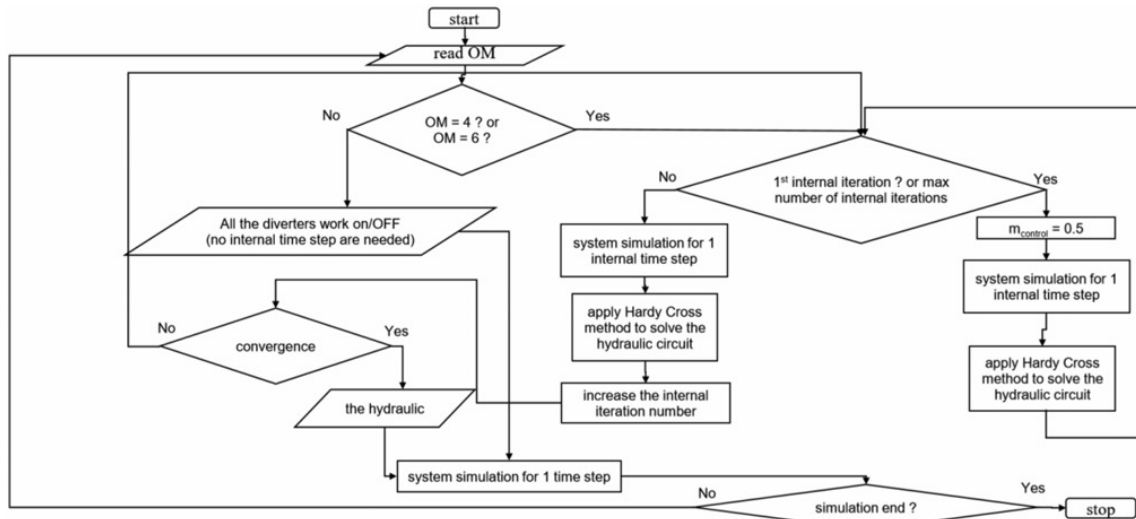 start
read OM
No
OM = 4 ? or
OM = 6 ?
Yes
No
1st internal iteration ? or max
number of internal iterations
Yes
All the diverters work on/OFF
(no internal time step are needed)
system simulation for 1
internal time step
mcontrol = 0.5
system simulation for 1
internal time step
apply Hardy Cross
method to solve the
hydraulic circuit
No
convergence
Yes
apply Hardy Cross
method to solve the
hydraulic circuit
the hydraulic
increase the internal
iteration number
system simulation for 1 time step
No
simulation end ?
Yes
stop